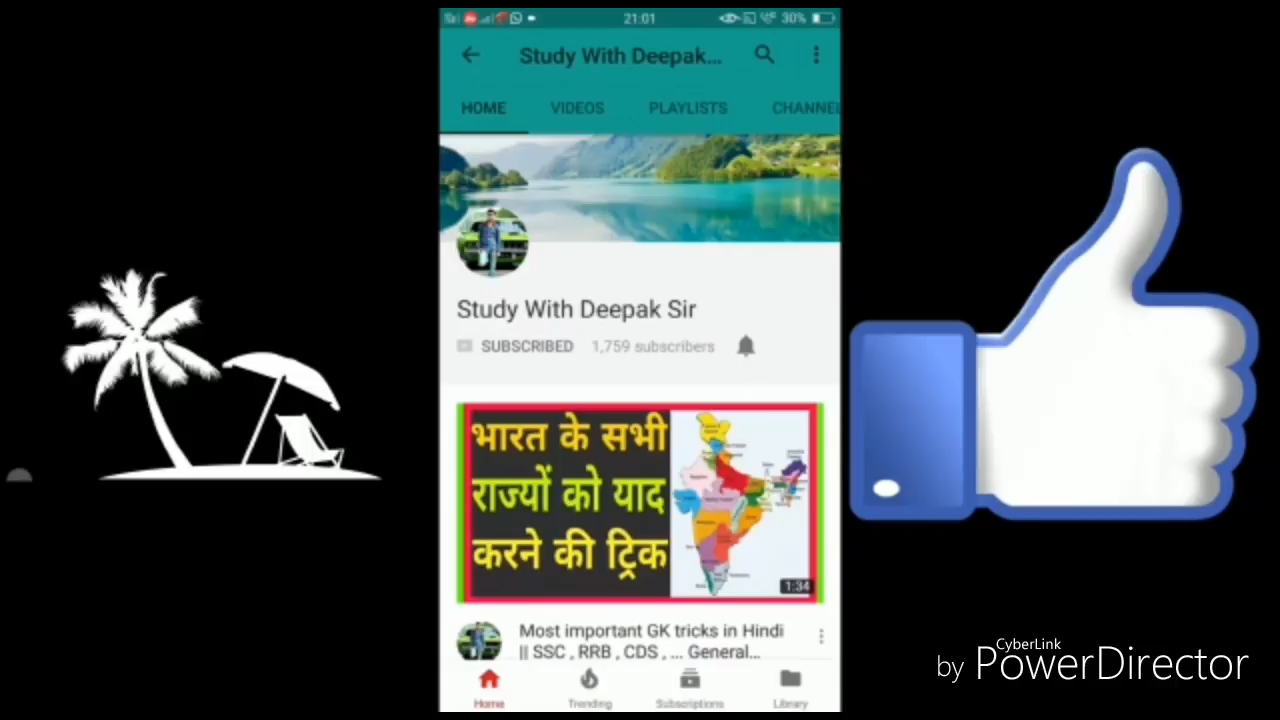 21:01
30%
Study With Deepak...
HOME VIDEOS PLAYLISTS CHANNEL
Study With Deepak Sir
SUBSCRIBED 1,759 subscribers
भारत के सभी
राज्यों को याद
करने की ट्रिक
1:34
Most important GK tricks in Hindi
|| SSC , RRB , CDS , ... General...
Home Trending Subscriptions Library
CyberLink
by PowerDirector